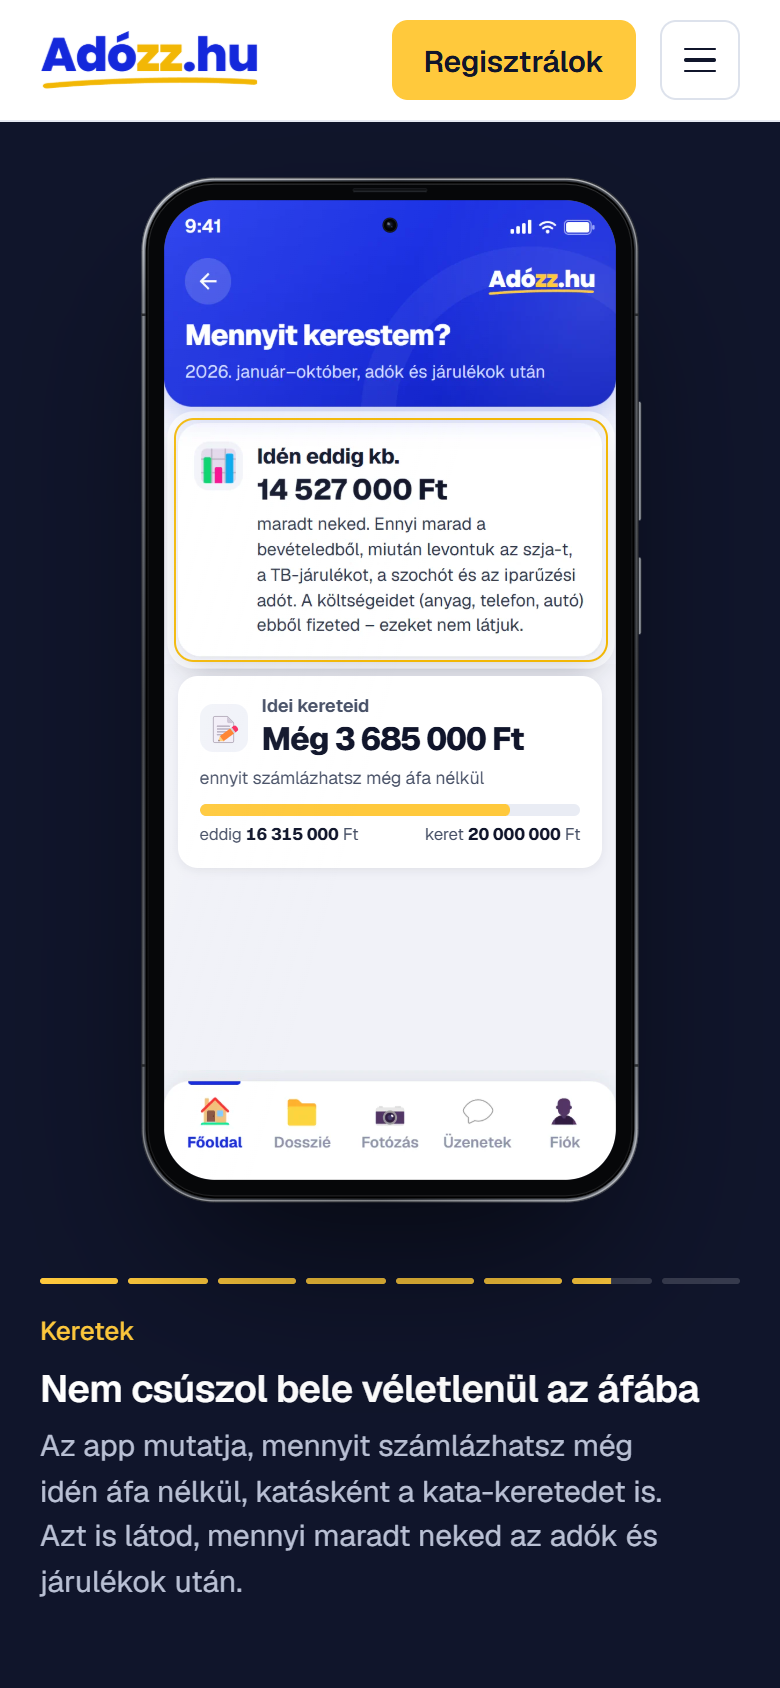 Adózz.hu
Regisztrálok
9:41
Adózz.hu
Mennyit kerestem?
2026. január–október, adók és járulékok után
Idén eddig kb.
14 527 000 Ft
maradt neked. Ennyi marad a
bevételedből, miután levontuk az szja-t,
a TB-járulékot, a szochót és az iparűzési
adót. A költségeidet (anyag, telefon, autó)
ebből fizeted – ezeket nem látjuk.
Idei kereteid
Még 3 685 000 Ft
ennyit számlázhatsz még áfa nélkül
eddig 16 315 000 Ft keret 20 000 000 Ft
Főoldal Dosszié Fotózás Üzenetek Fiók
Keretek
Nem csúszol bele véletlenül az áfába
Az app mutatja, mennyit számlázhatsz még
idén áfa nélkül, katásként a kata-keretedet is.
Azt is látod, mennyi maradt neked az adók és
járulékok után.